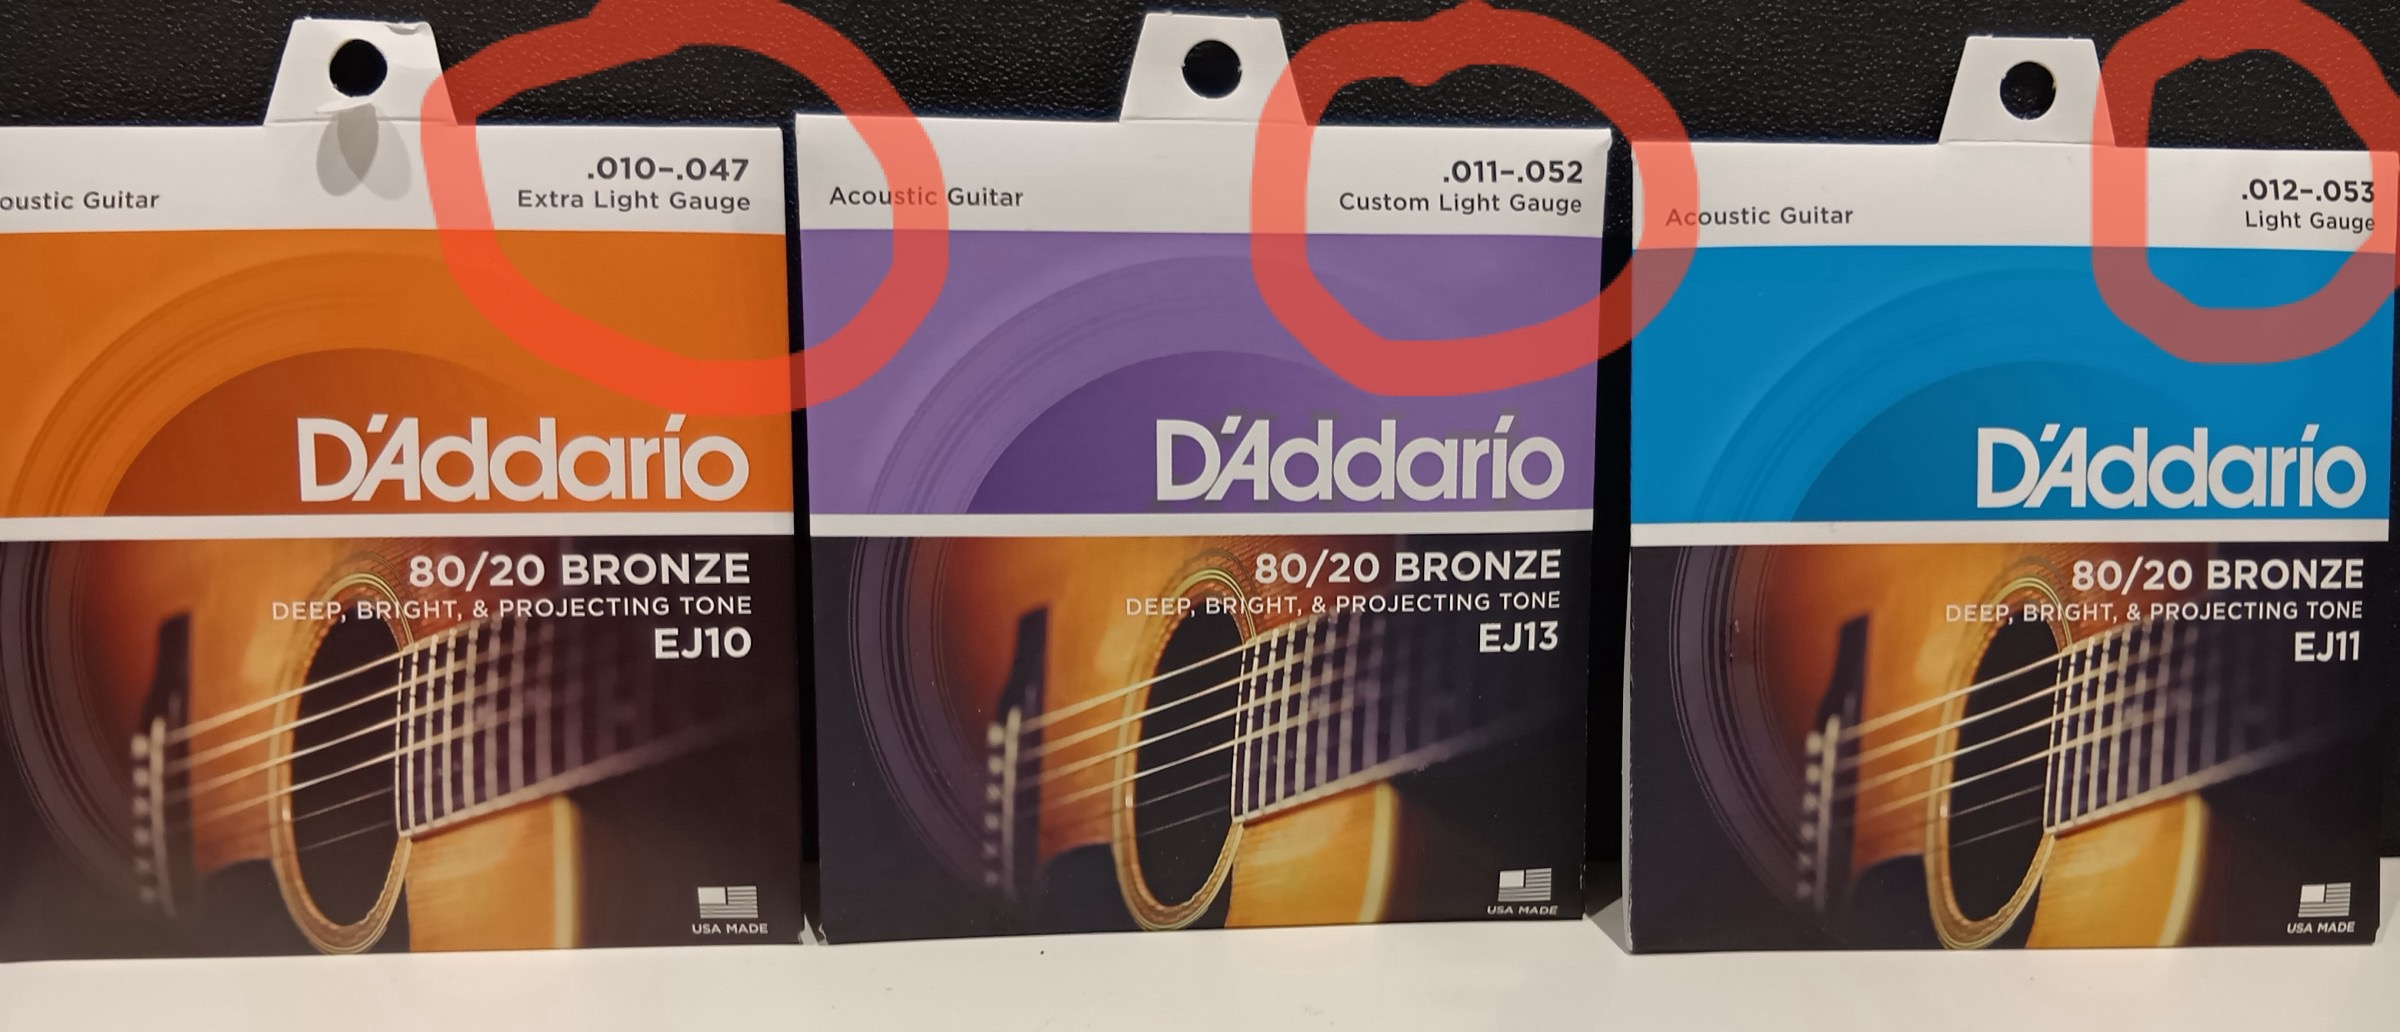 oustic Guitar
.010–.047
Extra Light Gauge
D'Addario
80/20 BRONZE
DEEP, BRIGHT, & PROJECTING TONE
EJ10
USA MADE
Acoustic Guitar
.011–.052
Custom Light Gauge
D'Addario
80/20 BRONZE
DEEP, BRIGHT, & PROJECTING TONE
EJ13
USA MADE
Acoustic Guitar
.012–.053
Light Gauge
D'Addario
80/20 BRONZE
DEEP, BRIGHT, & PROJECTING TONE
EJ11
USA MADE